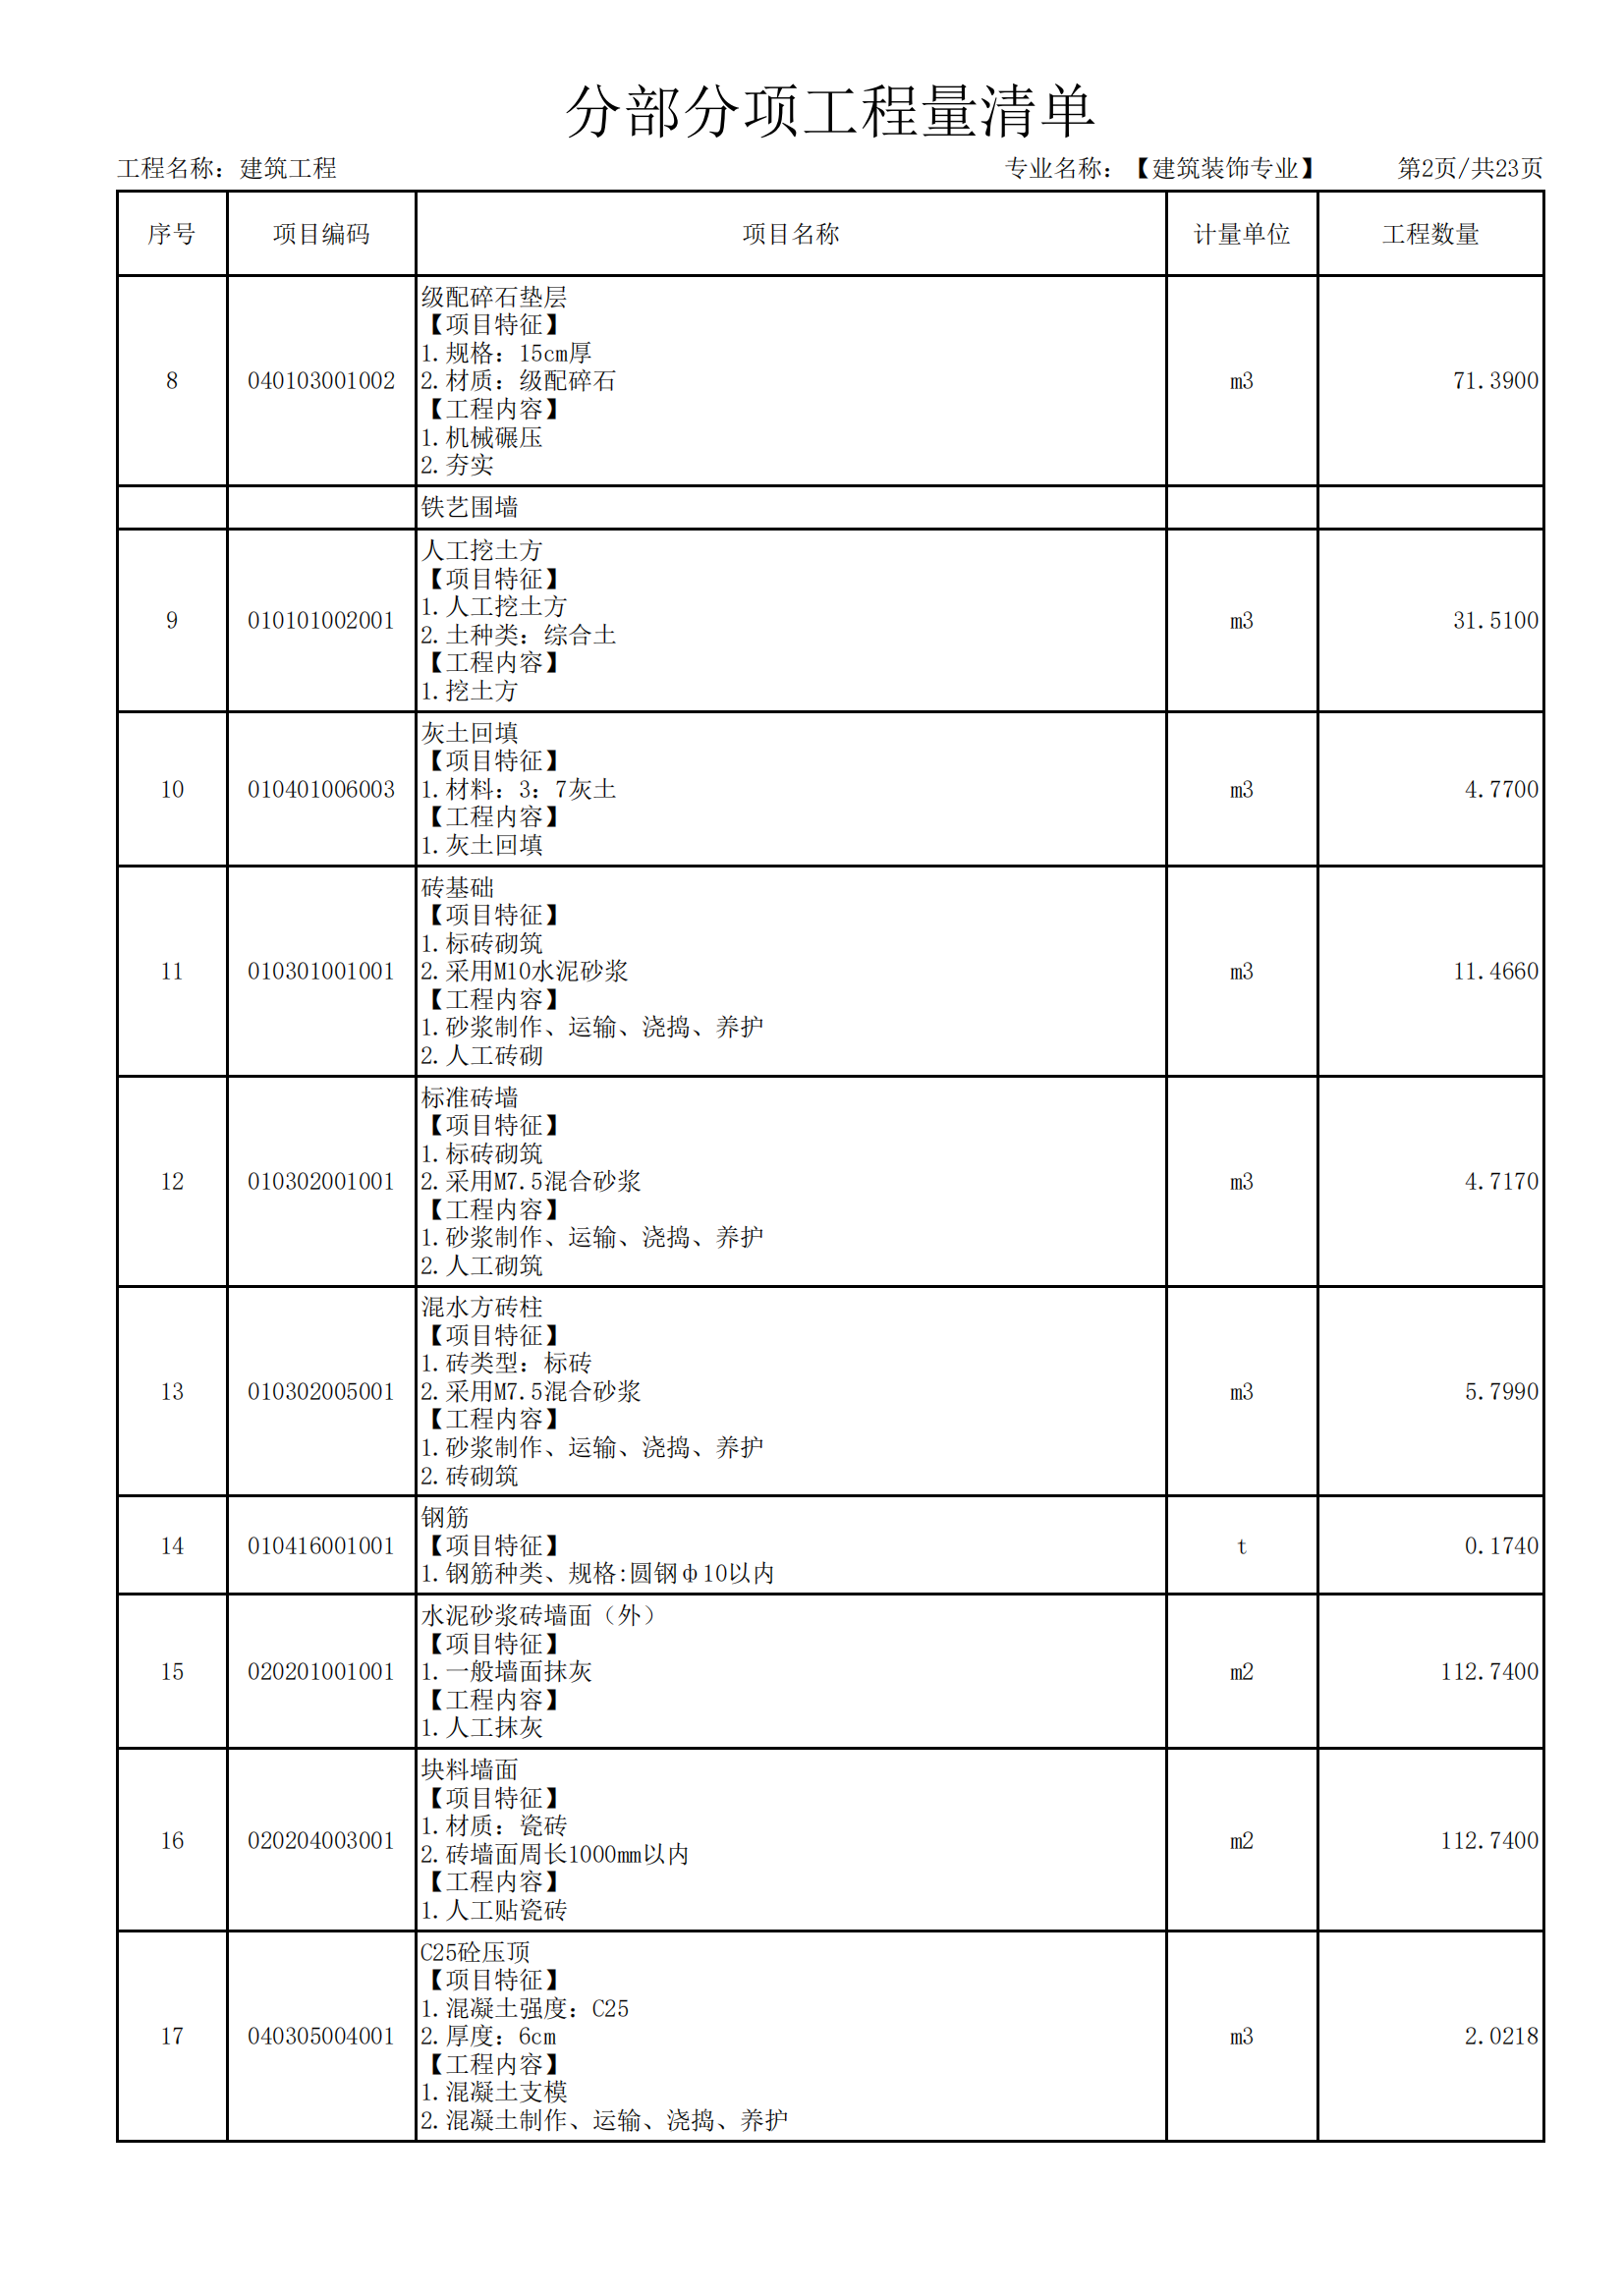 分部分项工程量清单
工程名称：建筑工程 专业名称：【建筑装饰专业】 第2页/共23页
序号 项目编码 项目名称 计量单位 工程数量
级配碎石垫层
【项目特征】
1.规格：15cm厚
8 040103001002 2.材质：级配碎石 m3 71.3900
【工程内容】
1.机械碾压
2.夯实
铁艺围墙
人工挖土方
【项目特征】
1.人工挖土方
9 010101002001 2.土种类：综合土 m3 31.5100
【工程内容】
1.挖土方
灰土回填
【项目特征】
10 010401006003 1.材料：3：7灰土 m3 4.7700
【工程内容】
1.灰土回填
砖基础
【项目特征】
1.标砖砌筑
11 010301001001 2.采用M10水泥砂浆 m3 11.4660
【工程内容】
1.砂浆制作、运输、浇捣、养护
2.人工砖砌
标准砖墙
【项目特征】
1.标砖砌筑
12 010302001001 2.采用M7.5混合砂浆 m3 4.7170
【工程内容】
1.砂浆制作、运输、浇捣、养护
2.人工砌筑
混水方砖柱
【项目特征】
1.砖类型：标砖
13 010302005001 2.采用M7.5混合砂浆 m3 5.7990
【工程内容】
1.砂浆制作、运输、浇捣、养护
2.砖砌筑
钢筋
14 010416001001 【项目特征】 t 0.1740
1.钢筋种类、规格:圆钢φ10以内
水泥砂浆砖墙面（外）
【项目特征】
15 020201001001 1.一般墙面抹灰 m2 112.7400
【工程内容】
1.人工抹灰
块料墙面
【项目特征】
1.材质：瓷砖
16 020204003001 2.砖墙面周长1000mm以内 m2 112.7400
【工程内容】
1.人工贴瓷砖
C25砼压顶
【项目特征】
1.混凝土强度：C25
17 040305004001 2.厚度：6cm m3 2.0218
【工程内容】
1.混凝土支模
2.混凝土制作、运输、浇捣、养护